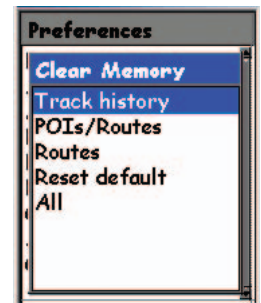 Preferences
Clear Memory
Track history
POIs/Routes
Routes
Reset default
All